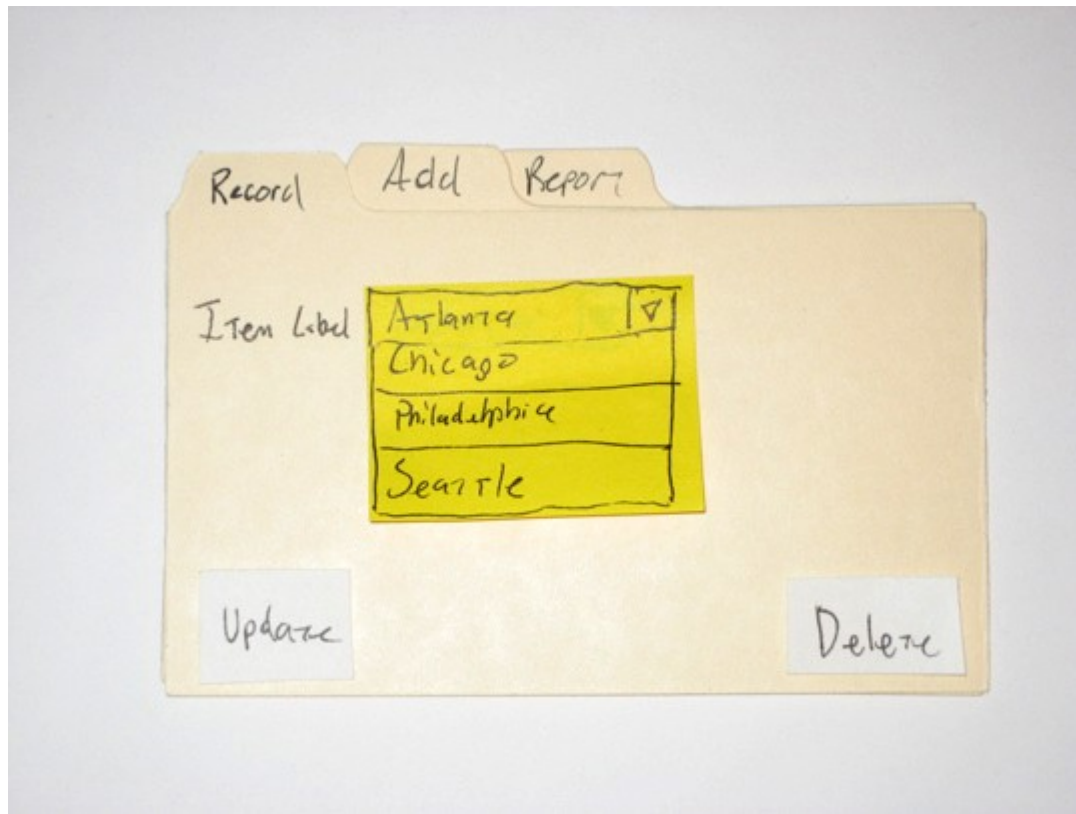 Record Add Report
Item Label Atlanta
Chicago
Philadelphia
Seattle
Update Delete